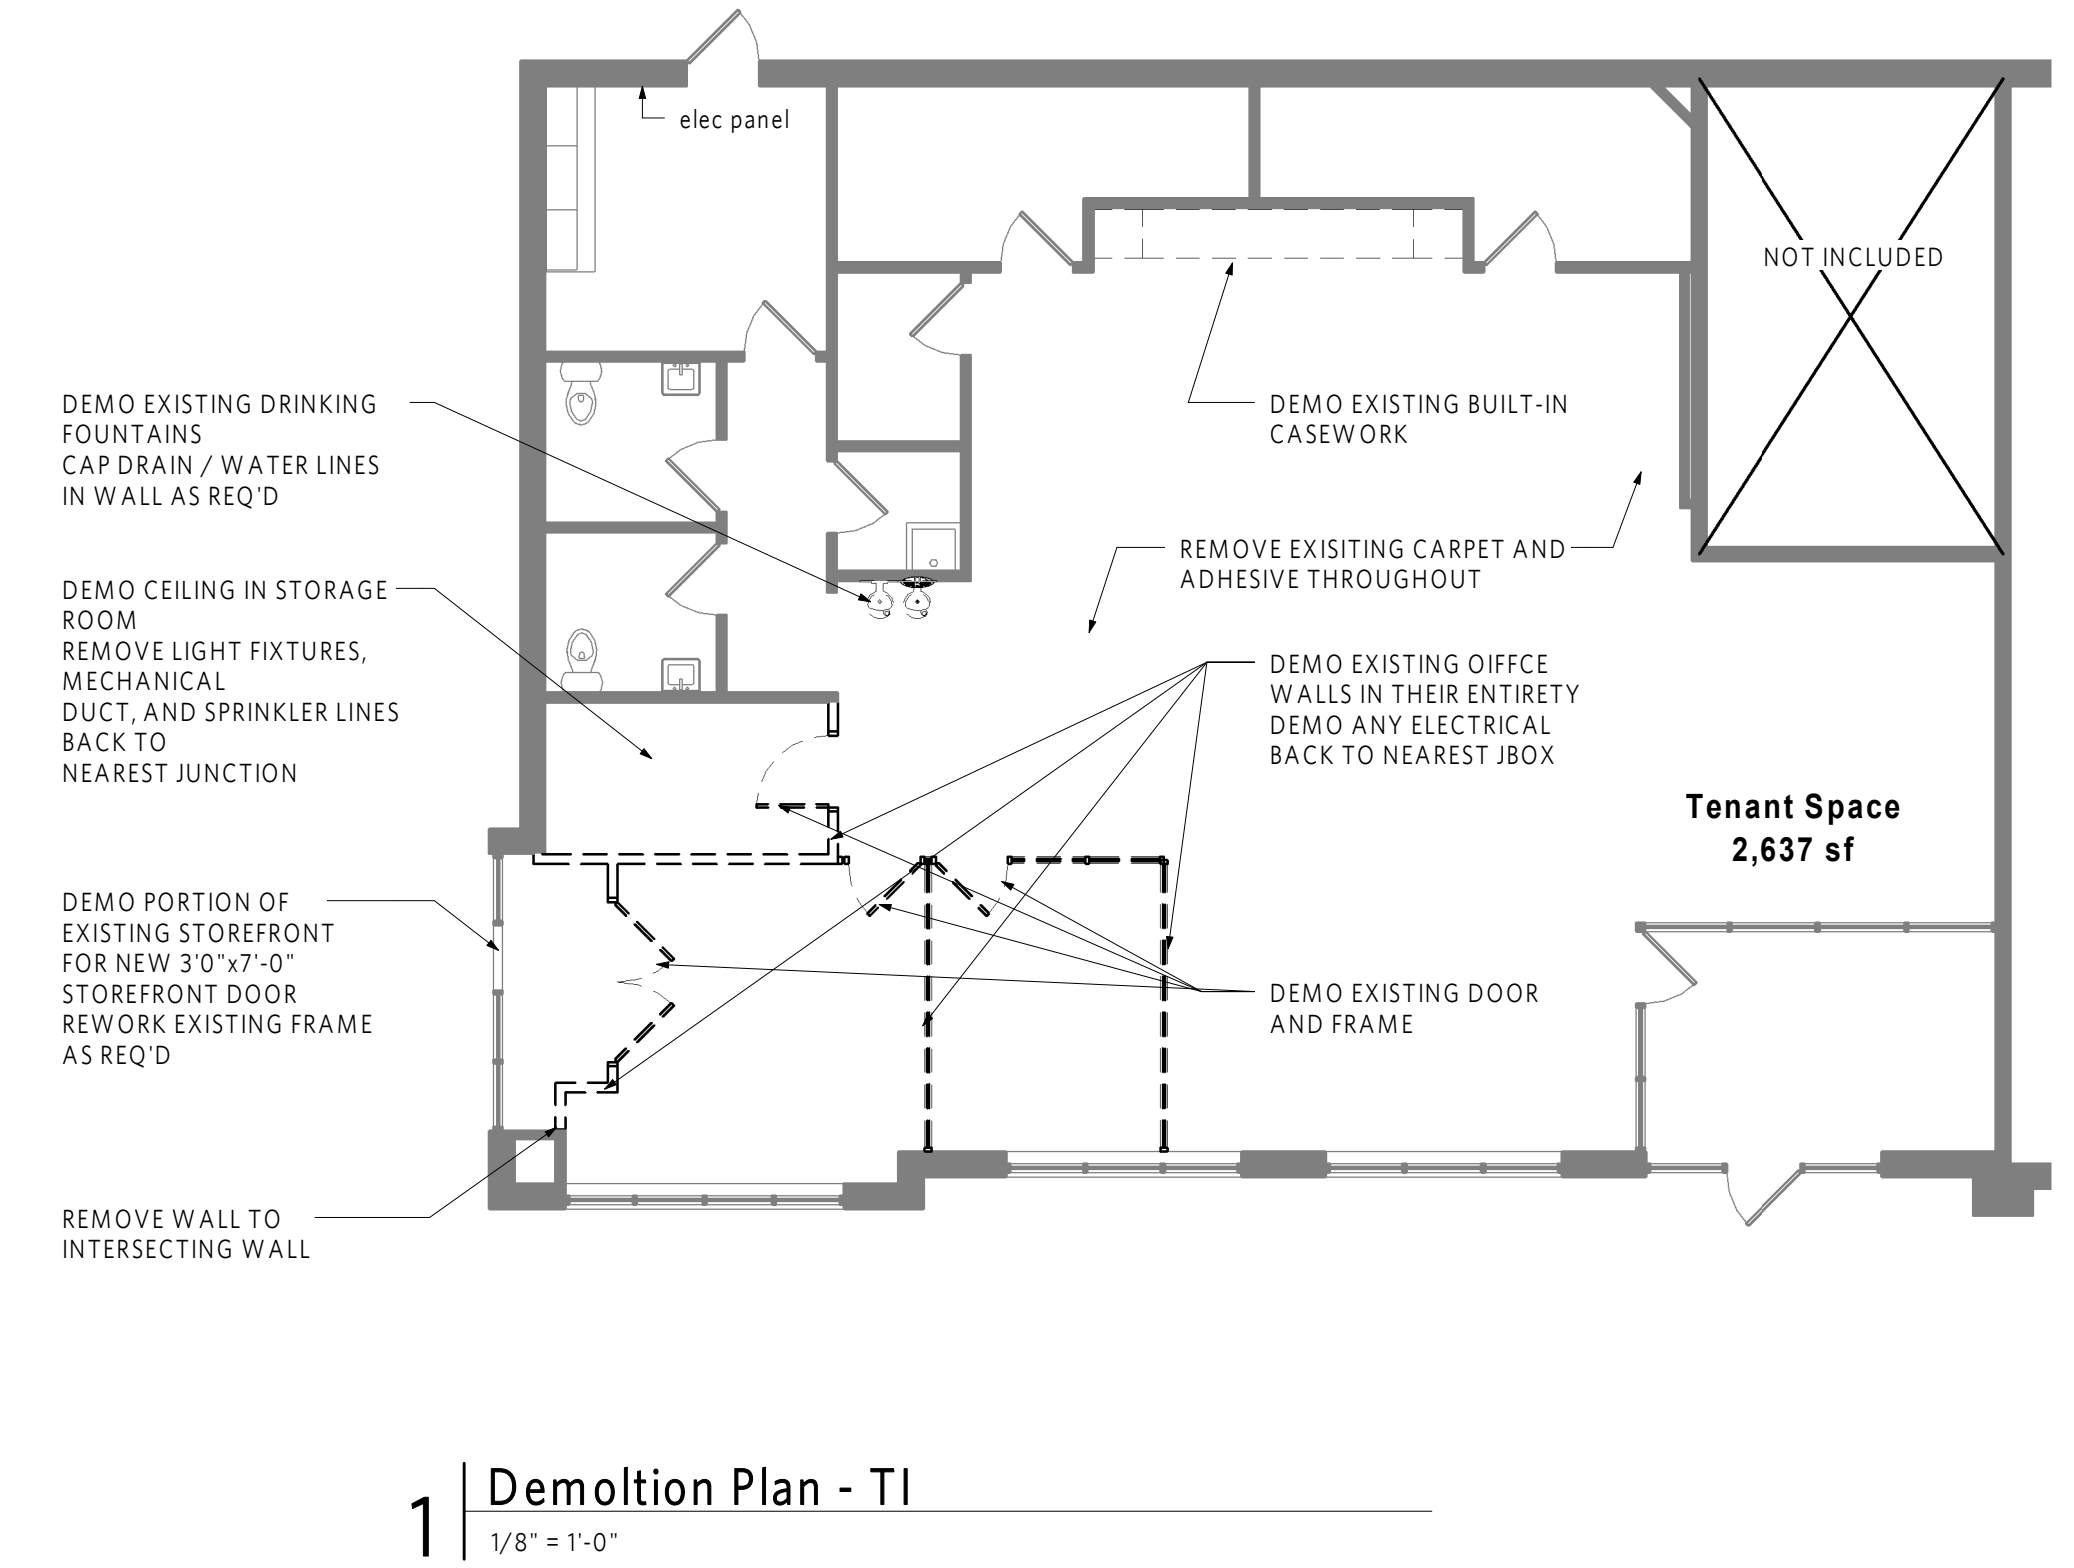 elec panel
NOT INCLUDED
DEMO EXISTING DRINKING
FOUNTAINS
CAP DRAIN / WATER LINES
IN WALL AS REQ'D
DEMO EXISTING BUILT-IN
CASEWORK
REMOVE EXISITING CARPET AND
ADHESIVE THROUGHOUT
DEMO CEILING IN STORAGE
ROOM
REMOVE LIGHT FIXTURES,
MECHANICAL
DUCT, AND SPRINKLER LINES
BACK TO
NEAREST JUNCTION
DEMO EXISTING OIFFCE
WALLS IN THEIR ENTIRETY
DEMO ANY ELECTRICAL
BACK TO NEAREST JBOX
Tenant Space
2,637 sf
DEMO PORTION OF
EXISTING STOREFRONT
FOR NEW 3'0"x7'-0"
STOREFRONT DOOR
REWORK EXISTING FRAME
AS REQ'D
DEMO EXISTING DOOR
AND FRAME
REMOVE WALL TO
INTERSECTING WALL
1
Demoltion Plan - TI
1/8" = 1'-0"